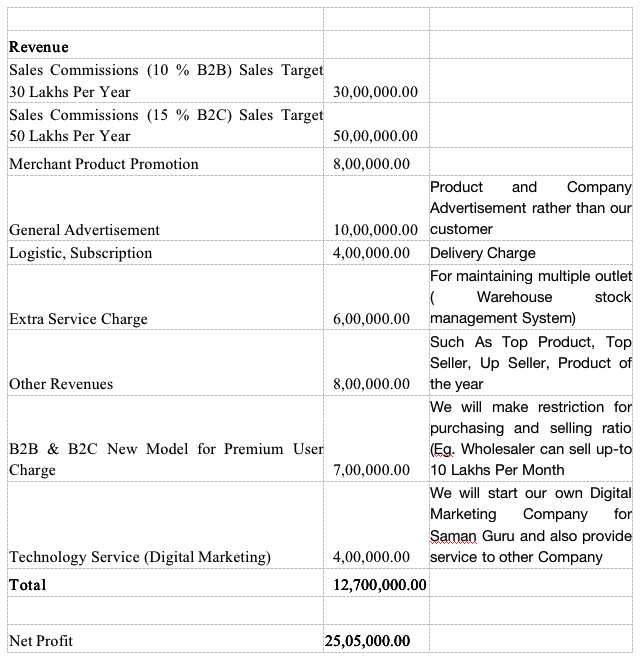 Revenue
Sales Commissions (10 % B2B) Sales Target
30 Lakhs Per Year 30,00,000.00
Sales Commissions (15 % B2C) Sales Target
50 Lakhs Per Year 50,00,000.00
Merchant Product Promotion 8,00,000.00
Product and Company
Advertisement rather than our
General Advertisement 10,00,000.00 customer
Logistic, Subscription 4,00,000.00 Delivery Charge
For maintaining multiple outlet
( Warehouse stock
Extra Service Charge 6,00,000.00 management System)
Such As Top Product, Top
Seller, Up Seller, Product of
Other Revenues 8,00,000.00 the year
We will make restriction for
purchasing and selling ratio
B2B & B2C New Model for Premium User (Eg. Wholesaler can sell up-to
Charge 7,00,000.00 10 Lakhs Per Month
We will start our own Digital
Marketing Company for
Saman Guru and also provide
Technology Service (Digital Marketing) 4,00,000.00 service to other Company
Total 12,700,000.00
Net Profit 25,05,000.00